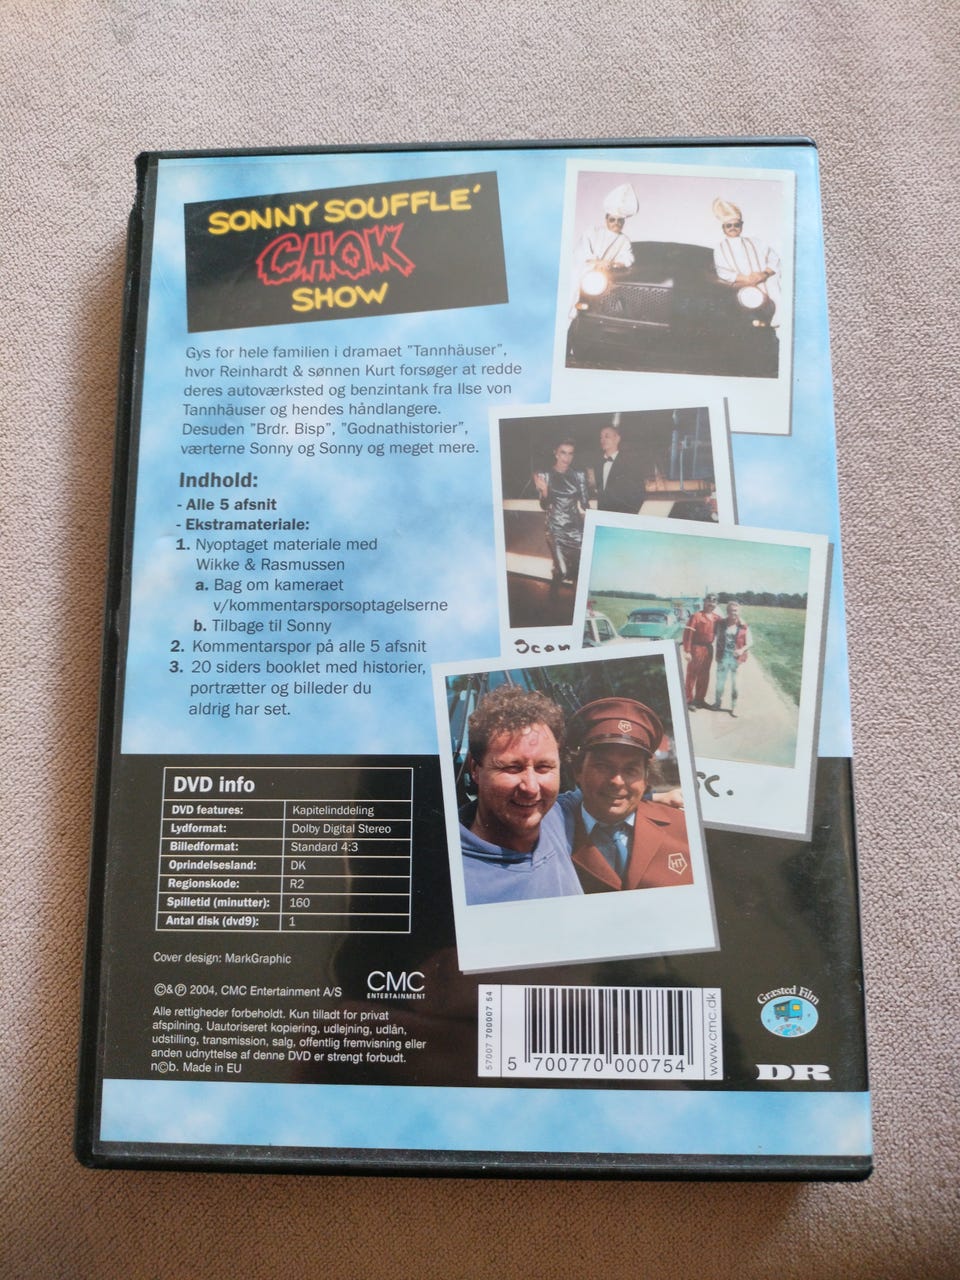 SONNY SOUFFLE´
CHOK
SHOW
Gys for hele familien i dramaet "Tannhäuser",
hvor Reinhardt & sønnen Kurt forsøger at redde
deres autoværksted og benzintank fra Ilse von
Tannhäuser og hendes håndlangere.
Desuden "Brdr. Bisp", "Godnathistorier",
værterne Sonny og Sonny og meget mere.
Indhold:
- Alle 5 afsnit
- Ekstramateriale:
1. Nyoptaget materiale med
Wikke & Rasmussen
a. Bag om kameraet
v/kommentarsporsoptagelserne
b. Tilbage til Sonny
2. Kommentarspor på alle 5 afsnit
3. 20 siders booklet med historier,
portrætter og billeder du
aldrig har set.
HT
HT
DVD info
DVD features: Kapitelinddeling
Lydformat: Dolby Digital Stereo
Billedformat: Standard 4:3
Oprindelsesland: DK
Regionskode: R2
Spilletid (minutter): 160
Antal disk (dvd9): 1
Cover design: MarkGraphic
©&℗ 2004, CMC Entertainment A/S
CMC
ENTERTAINMENT
Alle rettigheder forbeholdt. Kun tilladt for privat
afspilning. Uautoriseret kopiering, udlejning, udlån,
udstilling, transmission, salg, offentlig fremvisning eller
anden udnyttelse af denne DVD er strengt forbudt.
n©b. Made in EU
57007 700007 54
5 700770 000754
www.cmc.dk
Græsted Film
DR